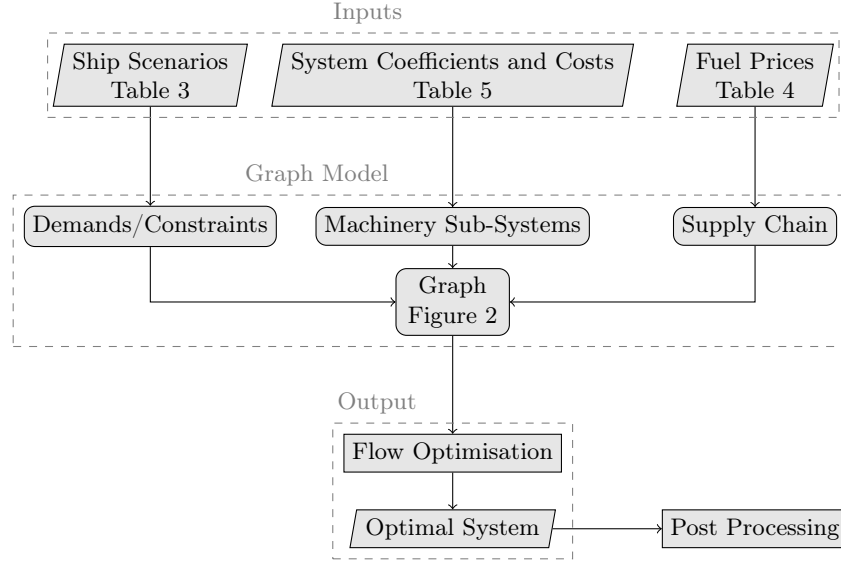 Inputs
Ship Scenarios
Table 3
System Coefficients and Costs
Table 5
Fuel Prices
Table 4
Graph Model
Demands/Constraints
Machinery Sub-Systems
Supply Chain
Graph
Figure 2
Output
Flow Optimisation
Optimal System
Post Processing